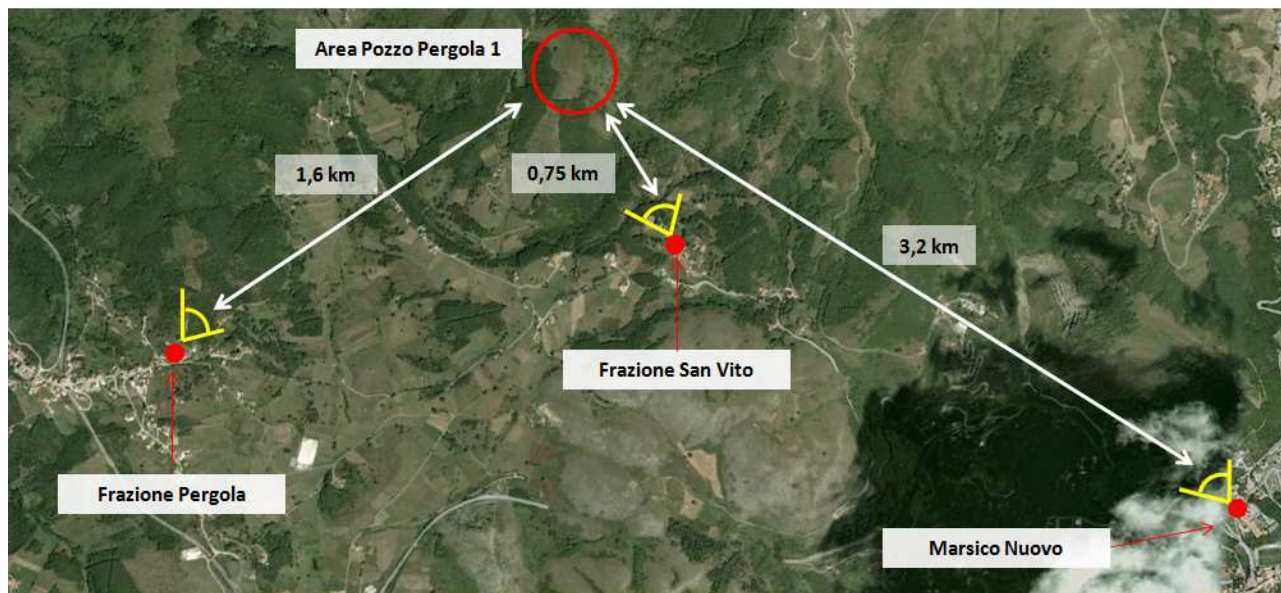 Area Pozzo Pergola 1
1,6 km
0,75 km
3,2 km
Frazione San Vito
Frazione Pergola
Marsico Nuovo